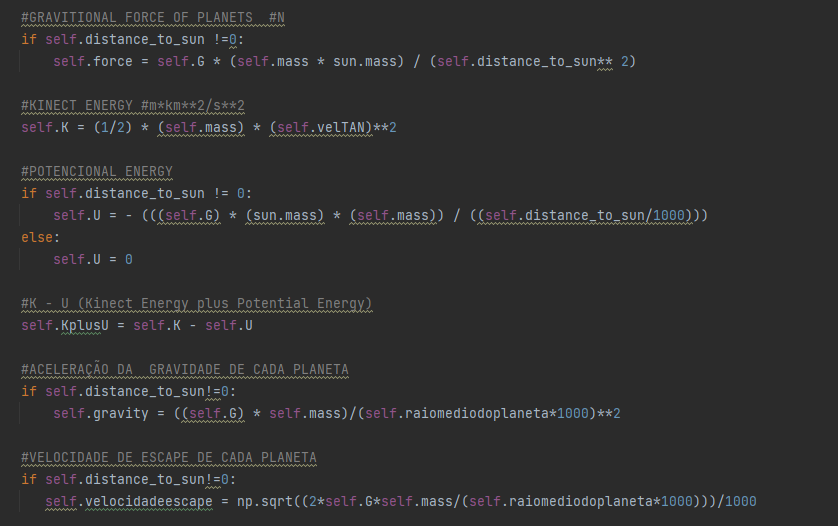 #GRAVITIONAL FORCE OF PLANETS  #N
if self.distance_to_sun !=0:
    self.force = self.G * (self.mass * sun.mass) / (self.distance_to_sun** 2)

#KINECT ENERGY #m*km**2/s**2
self.K = (1/2) * (self.mass) * (self.velTAN)**2

#POTENCIONAL ENERGY
if self.distance_to_sun != 0:
    self.U = - (((self.G) * (sun.mass) * (self.mass)) / ((self.distance_to_sun/1000)))
else:
    self.U = 0

#K - U (Kinect Energy plus Potential Energy)
self.KplusU = self.K - self.U

#ACELERAÇÃO DA  GRAVIDADE DE CADA PLANETA
if self.distance_to_sun!=0:
    self.gravity = ((self.G) * self.mass)/(self.raiomediodoplaneta*1000)**2

#VELOCIDADE DE ESCAPE DE CADA PLANETA
if self.distance_to_sun!=0:
   self.velocidadeescape = np.sqrt((2*self.G*self.mass/(self.raiomediodoplaneta*1000)))/1000